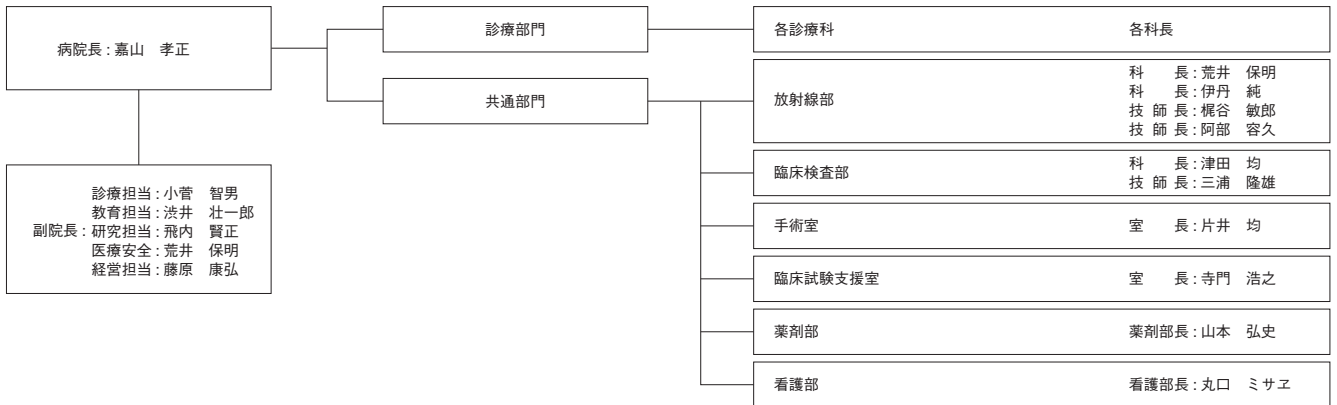 病院長 : 嘉山　孝正
診療担当 : 小菅　智男
教育担当 : 渋井　壮一郎
副院長 : 研究担当 : 飛内　賢正
医療安全 : 荒井　保明
経営担当 : 藤原　康弘
診療部門
共通部門
各診療科　各科長
放射線部
科　　長 : 荒井　保明
科　　長 : 伊丹　純
技 師 長 : 梶谷　敏郎
技 師 長 : 阿部　容久
臨床検査部
科　　長 : 津田　均
技 師 長 : 三浦　隆雄
手術室　室　　長 : 片井　均
臨床試験支援室　室　　長 : 寺門　浩之
薬剤部　薬剤部長 : 山本　弘史
看護部　看護部長 : 丸口　ミサヱ